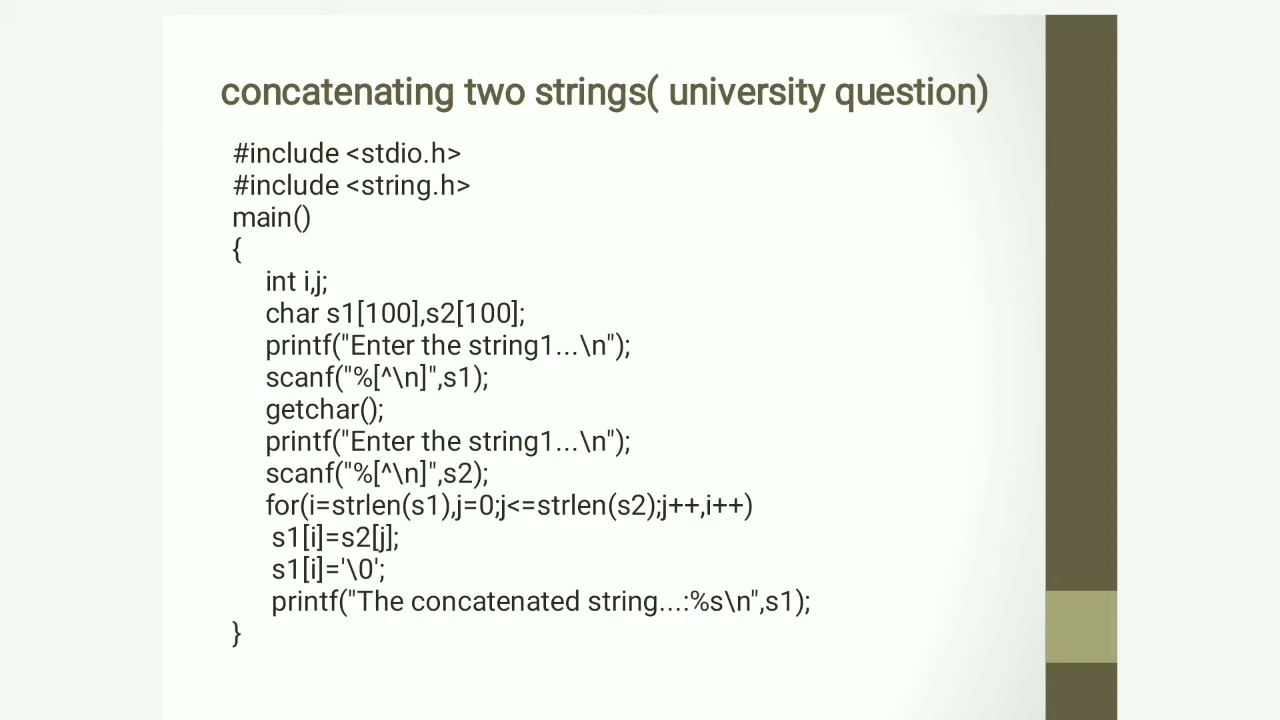 concatenating two strings( university question)
#include <stdio.h>
#include <string.h>
main()
{
int i,j;
char s1[100],s2[100];
printf("Enter the string1...\n");
scanf("%[^\n]",s1);
getchar();
printf("Enter the string1...\n");
scanf("%[^\n]",s2);
for(i=strlen(s1),j=0;j<=strlen(s2);j++,i++)
s1[i]=s2[j];
s1[i]='\0';
printf("The concatenated string...:%s\n",s1);
}